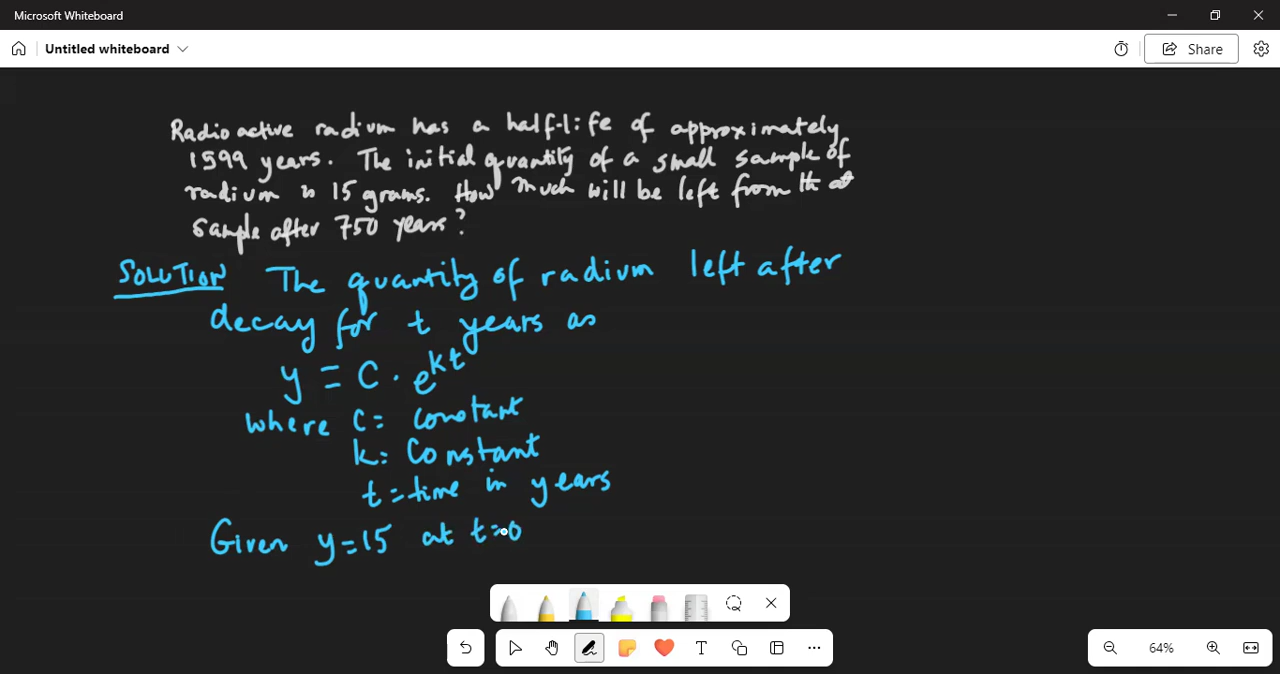 Microsoft Whiteboard
Untitled whiteboard
Share
Radioactive radium has a half-life of approximately
1599 years. The initial quantity of a small sample of
radium is 15 grams. How much will be left from
sample after 750 years?
SOLUTION The quantity of radium left after
decay for t years as
y = C · e^kt
where C = constant
k = Constant
t = time in years
Given y = 15 at t = 0
T
64%